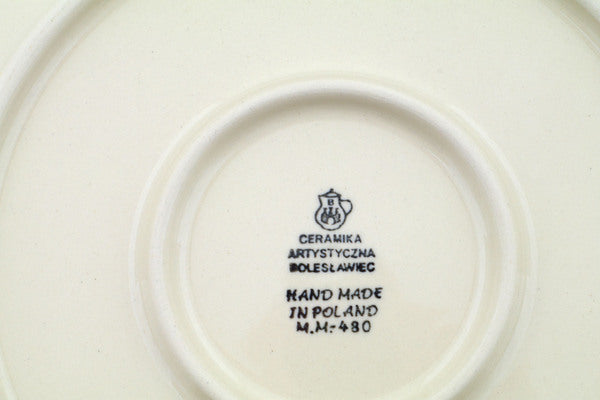 B
CERAMIKA
ARTYSTYCZNA
BOLESŁAWIEC
HAND MADE
IN POLAND
M.M-480